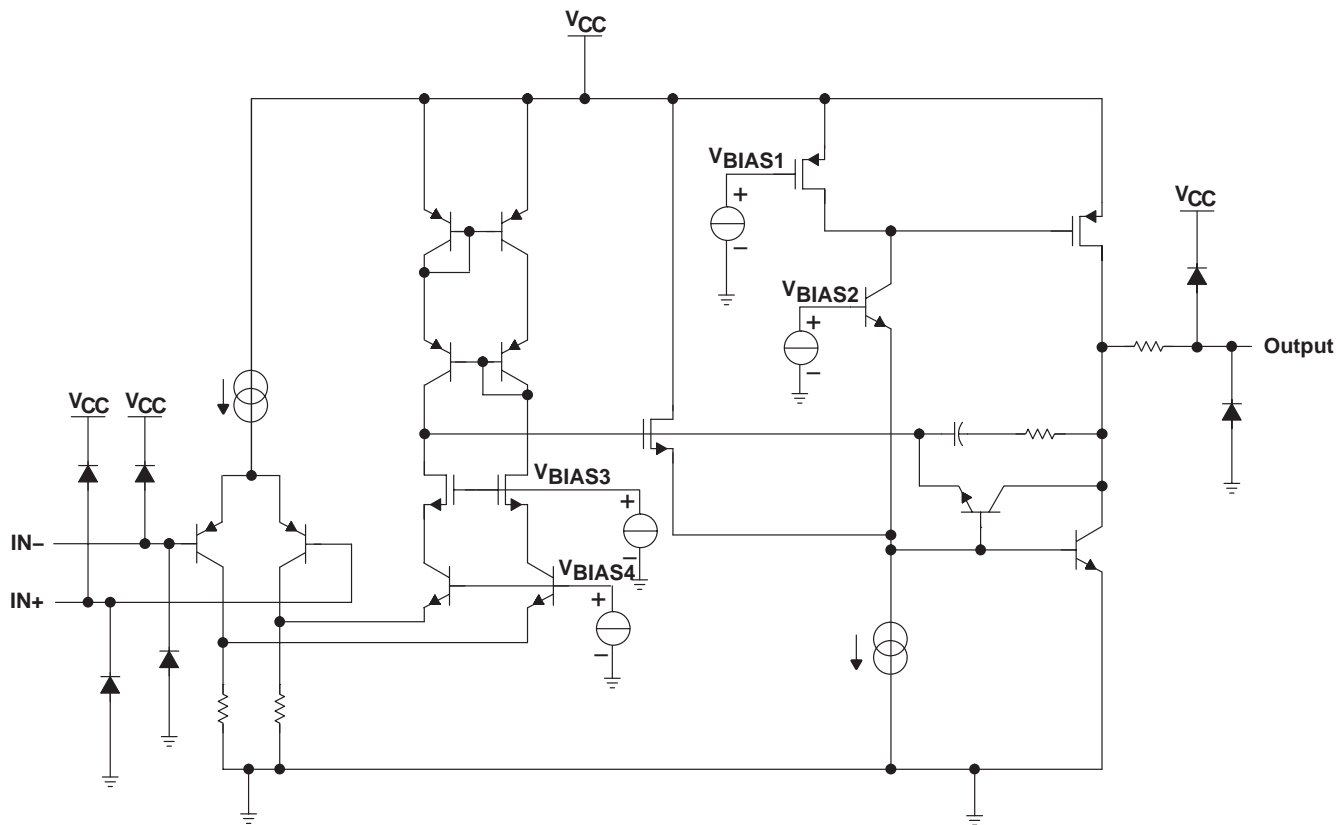 VCC
VBIAS1
+
−
VCC
VBIAS2
+
−
Output
VCC
VCC
VBIAS3
+
−
IN−
VBIAS4
IN+
+
−